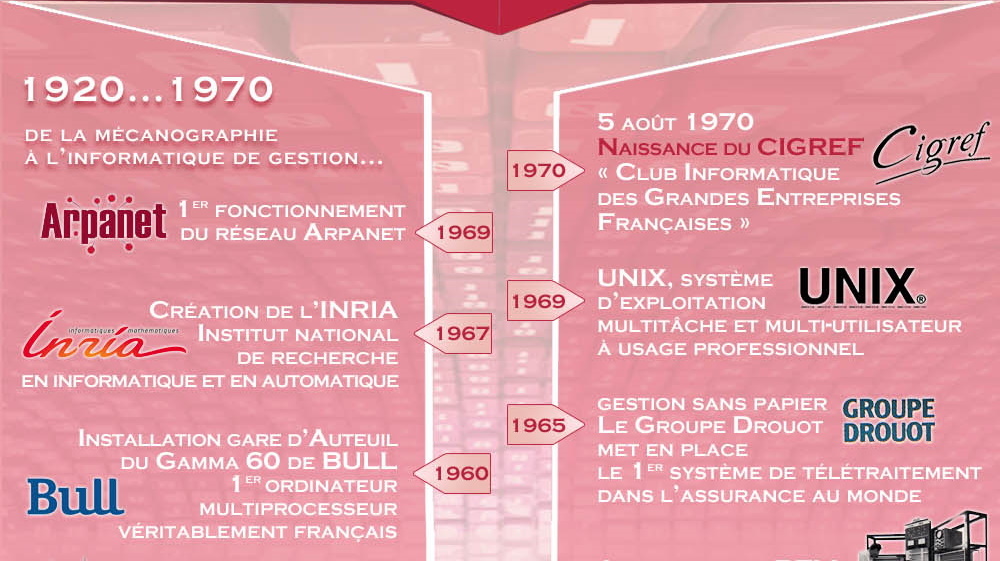 1920...1970
DE LA MÉCANOGRAPHIE
À L'INFORMATIQUE DE GESTION...
Arpanet
1ER FONCTIONNEMENT
DU RÉSEAU ARPANET
1969
CRÉATION DE L'INRIA
INSTITUT NATIONAL
DE RECHERCHE
EN INFORMATIQUE ET EN AUTOMATIQUE
informatiques mathematiques
inria
1967
INSTALLATION GARE D'AUTEUIL
DU GAMMA 60 DE BULL
1ER ORDINATEUR
MULTIPROCESSEUR
VÉRITABLEMENT FRANÇAIS
Bull
1960
1970
5 AOÛT 1970
NAISSANCE DU CIGREF
« CLUB INFORMATIQUE
DES GRANDES ENTREPRISES
FRANÇAISES »
Cigref
1969
UNIX, SYSTÈME
D'EXPLOITATION
MULTITÂCHE ET MULTI-UTILISATEUR
À USAGE PROFESSIONNEL
UNIX®
1965
GESTION SANS PAPIER
LE GROUPE DROUOT
MET EN PLACE
LE 1ER SYSTÈME DE TÉLÉTRAITEMENT
DANS L'ASSURANCE AU MONDE
GROUPE
DROUOT